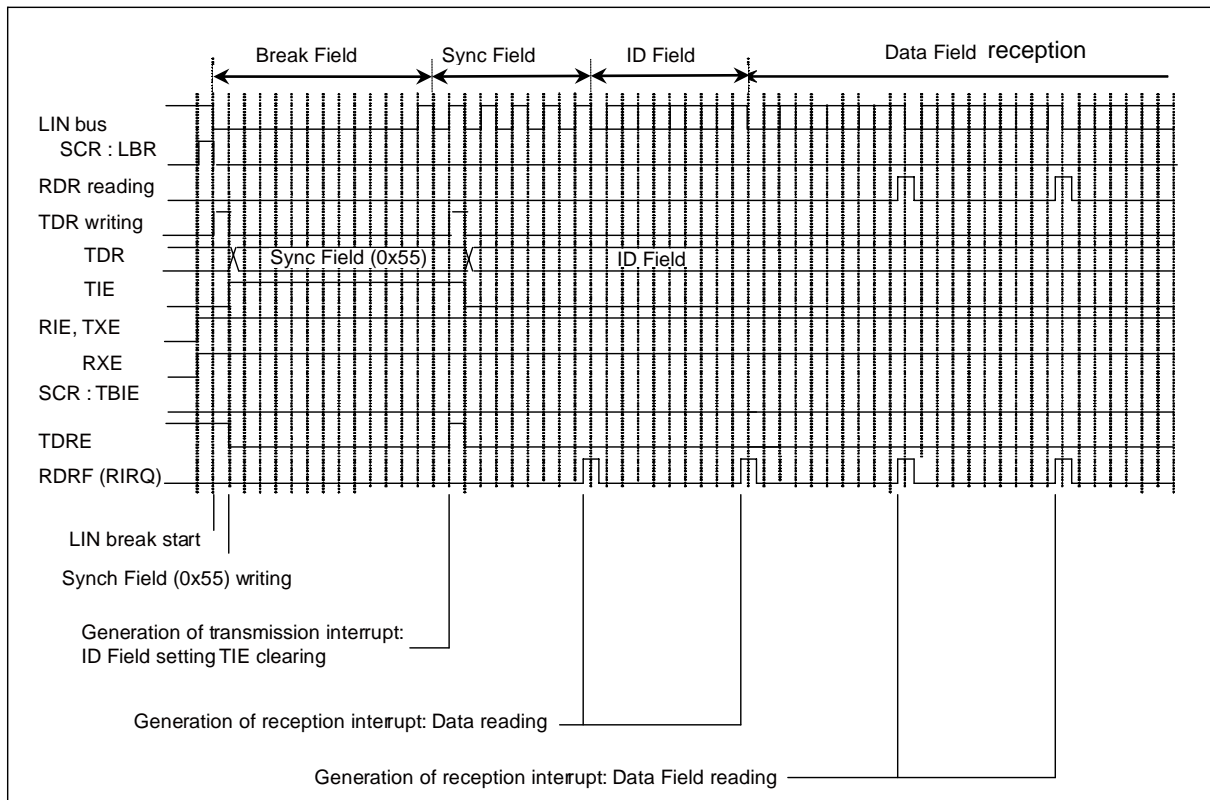 Break Field Sync Field ID Field Data Field reception
LIN bus
SCR : LBR
RDR reading
TDR writing
TDR Sync Field (0x55) ID Field
TIE
RIE, TXE
RXE
SCR : TBIE
TDRE
RDRF (RIRQ)
LIN break start
Synch Field (0x55) writing
Generation of transmission interrupt:
ID Field setting TIE clearing
Generation of reception interrupt: Data reading
Generation of reception interrupt: Data Field reading